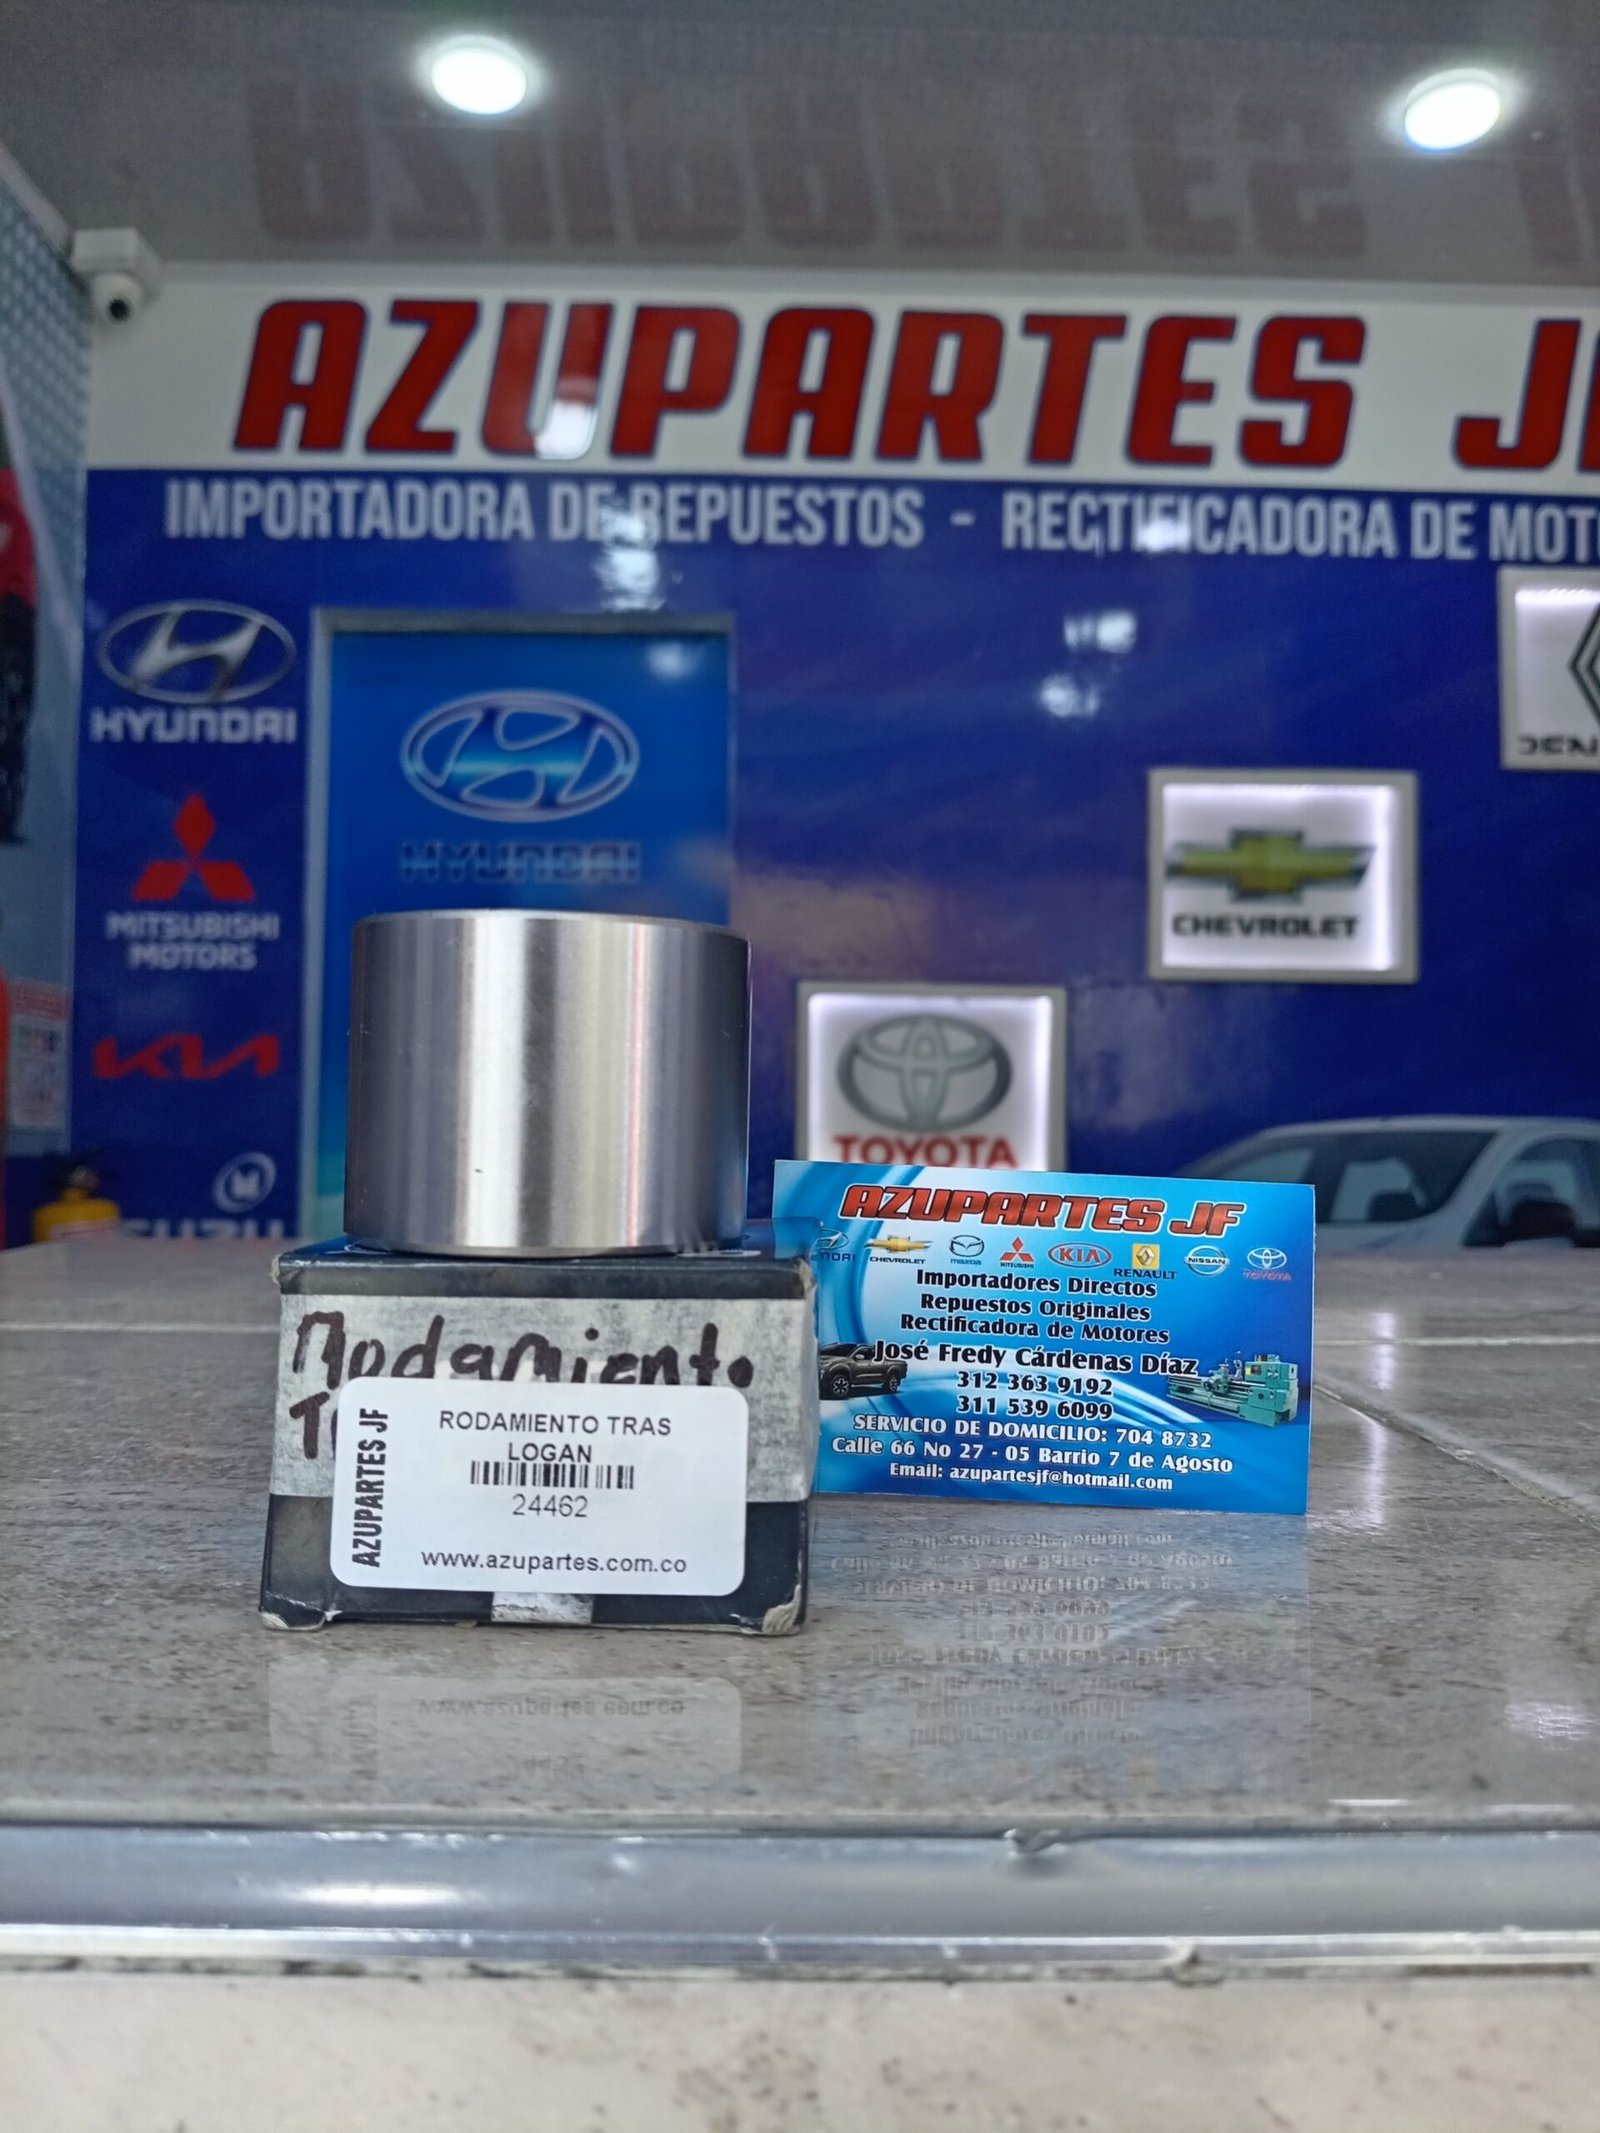 AZUPARTES
IMPORTADORA DE REPUESTOS - RECTIFICADORA DE
HYUNDAI
HYUNDAI
MITSUBISHI
MOTORS
KIA
CHEVROLET
TOYOTA
AZUPARTES JF
CHEVROLET
mazda
MITSUBISHI
KIA
RENAULT
NISSAN
TOYOTA
Importadores Directos
Repuestos Originales
Rectificadora de Motores
José Fredy Cárdenas Díaz
312 363 9192
311 539 6099
SERVICIO DE DOMICILIO: 704 8732
Calle 66 No 27 - 05 Barrio 7 de Agosto
Email: azupartesjf@hotmail.com
Rodamiento
AZUPARTES JF
RODAMIENTO TRAS
LOGAN
24462
www.azupartes.com.co